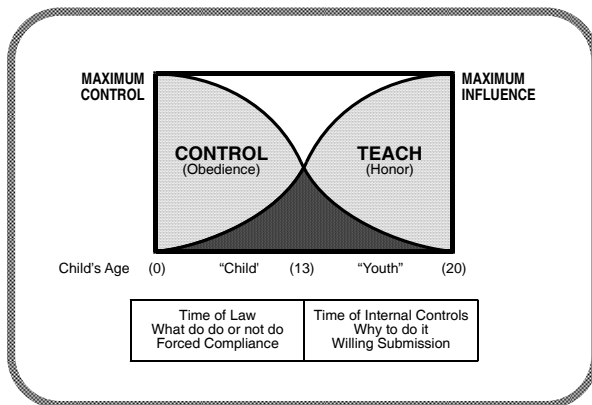 MAXIMUM
CONTROL
MAXIMUM
INFLUENCE
CONTROL
(Obedience)
TEACH
(Honor)
Child's Age (0) “Child' (13) “Youth” (20)
Time of Law
What do do or not do
Forced Compliance
Time of Internal Controls
Why to do it
Willing Submission